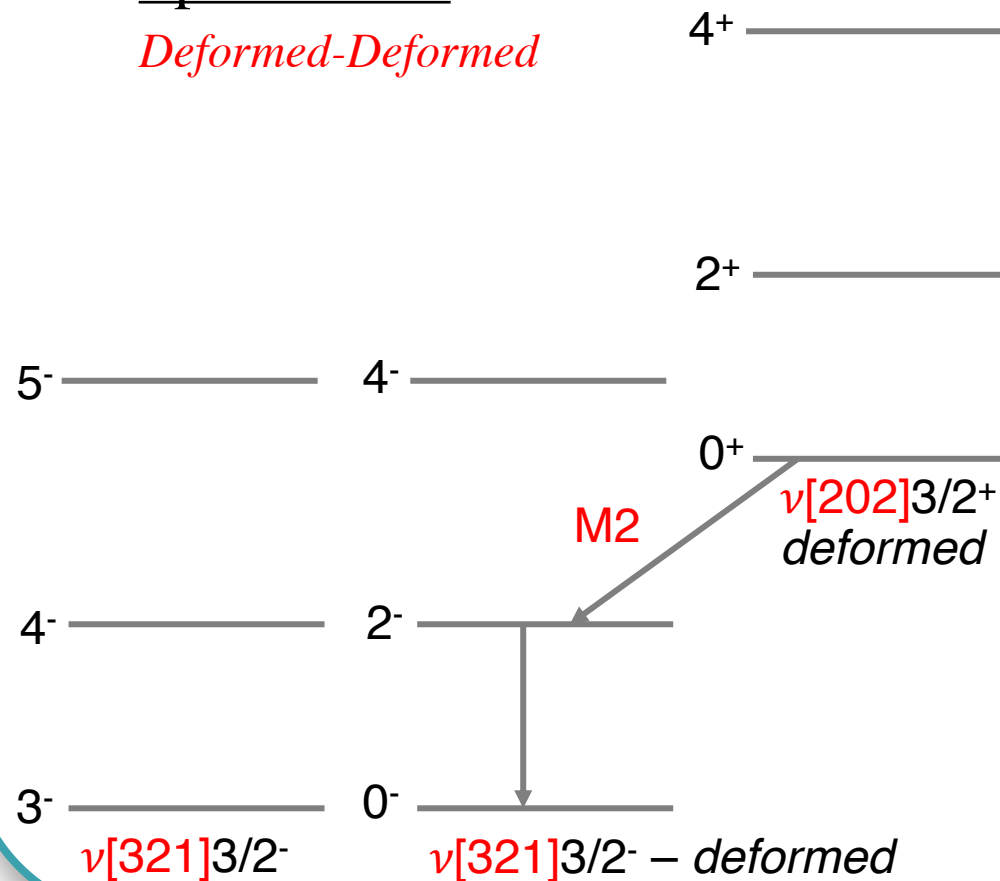 Deformed-Deformed
4+
2+
5-
4-
0+
ν[202]3/2+
deformed
M2
4-
2-
3-
0-
ν[321]3/2-
ν[321]3/2- – deformed